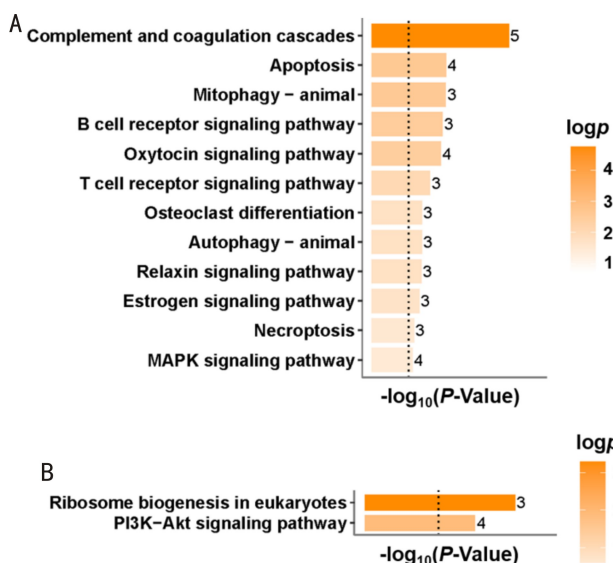 A
Complement and coagulation cascades 5
Apoptosis 4
Mitophagy − animal 3
B cell receptor signaling pathway 3
Oxytocin signaling pathway 4
T cell receptor signaling pathway 3
Osteoclast differentiation 3
Autophagy − animal 3
Relaxin signaling pathway 3
Estrogen signaling pathway 3
Necroptosis 3
MAPK signaling pathway 4
-log₁₀(P-Value)
logp
4
3
2
1
B
Ribosome biogenesis in eukaryotes 3
PI3K−Akt signaling pathway 4
-log₁₀(P-Value)
logp